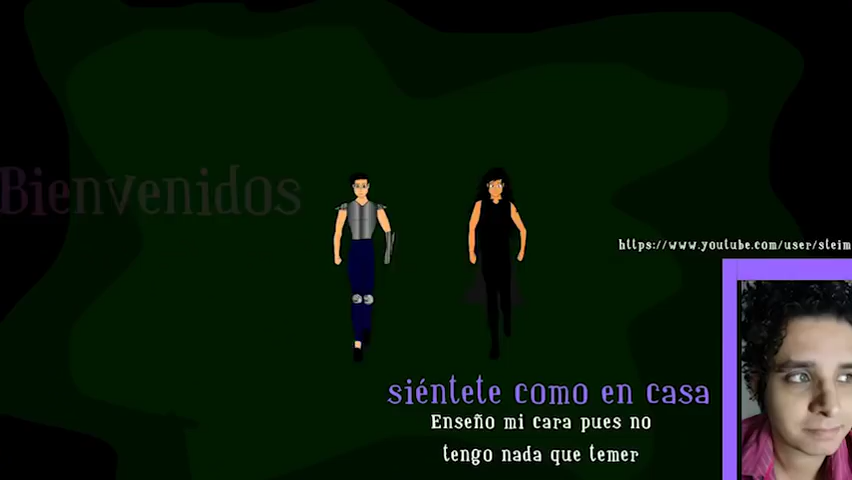 Bienvenidos
https://www.youtube.com/user/steim
siéntete como en casa
Enseño mi cara pues no
tengo nada que temer